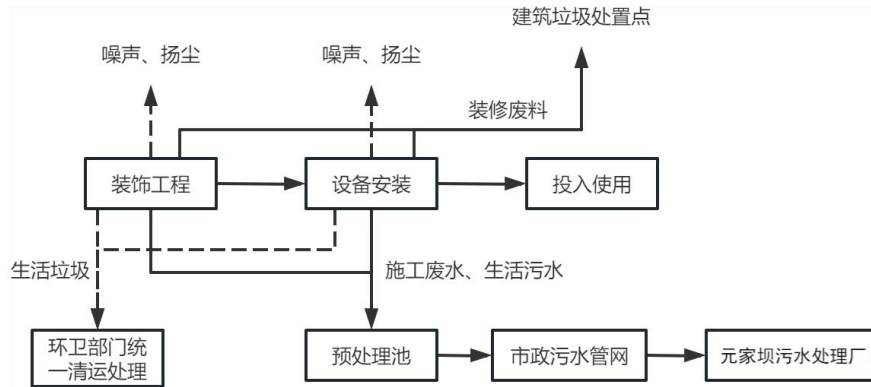 建筑垃圾处置点
噪声、扬尘
噪声、扬尘
装修废料
装饰工程
设备安装
投入使用
生活垃圾
施工废水、生活污水
环卫部门统
一清运处理
预处理池
市政污水管网
元家坝污水处理厂